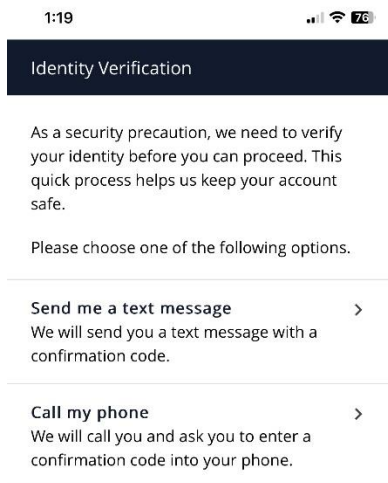 1:19
76
Identity Verification
As a security precaution, we need to verify
your identity before you can proceed. This
quick process helps us keep your account
safe.
Please choose one of the following options.
Send me a text message
We will send you a text message with a
confirmation code.
Call my phone
We will call you and ask you to enter a
confirmation code into your phone.